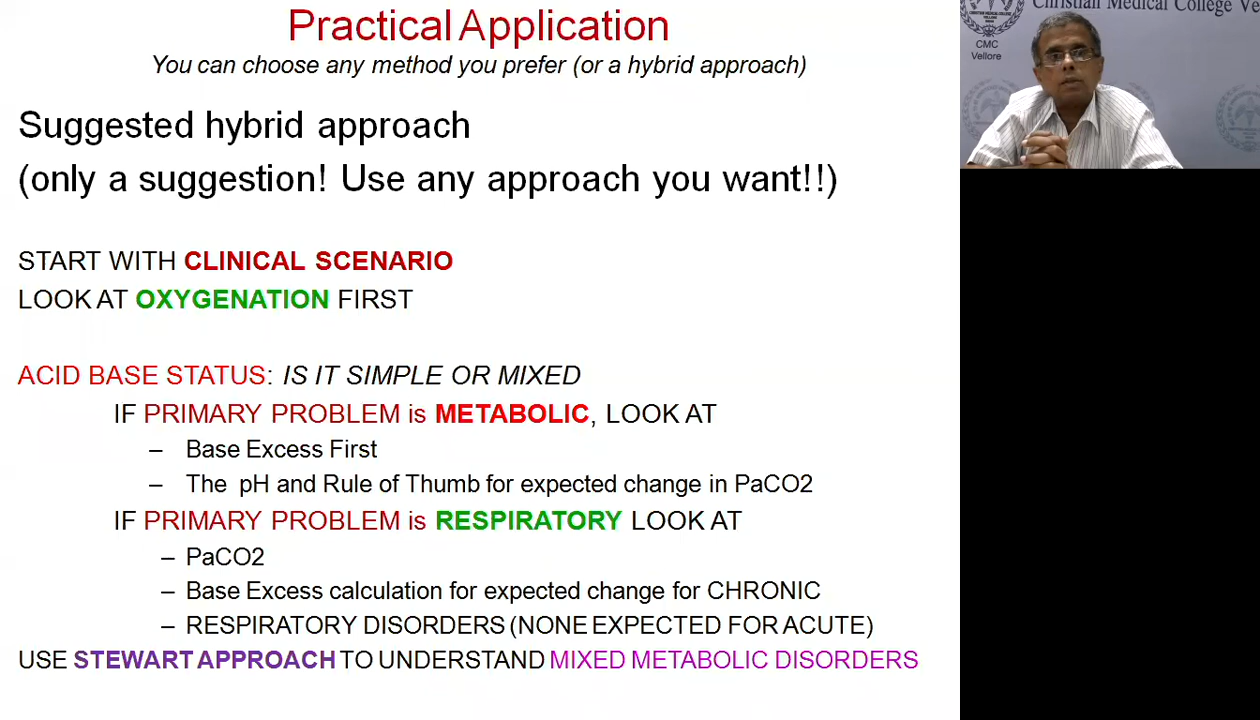 Practical Application
You can choose any method you prefer (or a hybrid approach)
Suggested hybrid approach
(only a suggestion! Use any approach you want!!)
START WITH CLINICAL SCENARIO
LOOK AT OXYGENATION FIRST
ACID BASE STATUS: IS IT SIMPLE OR MIXED
IF PRIMARY PROBLEM is METABOLIC, LOOK AT
– Base Excess First
– The pH and Rule of Thumb for expected change in PaCO2
IF PRIMARY PROBLEM is RESPIRATORY LOOK AT
– PaCO2
– Base Excess calculation for expected change for CHRONIC
– RESPIRATORY DISORDERS (NONE EXPECTED FOR ACUTE)
USE STEWART APPROACH TO UNDERSTAND MIXED METABOLIC DISORDERS
Christian Medical College Ve
CMC
Vellore